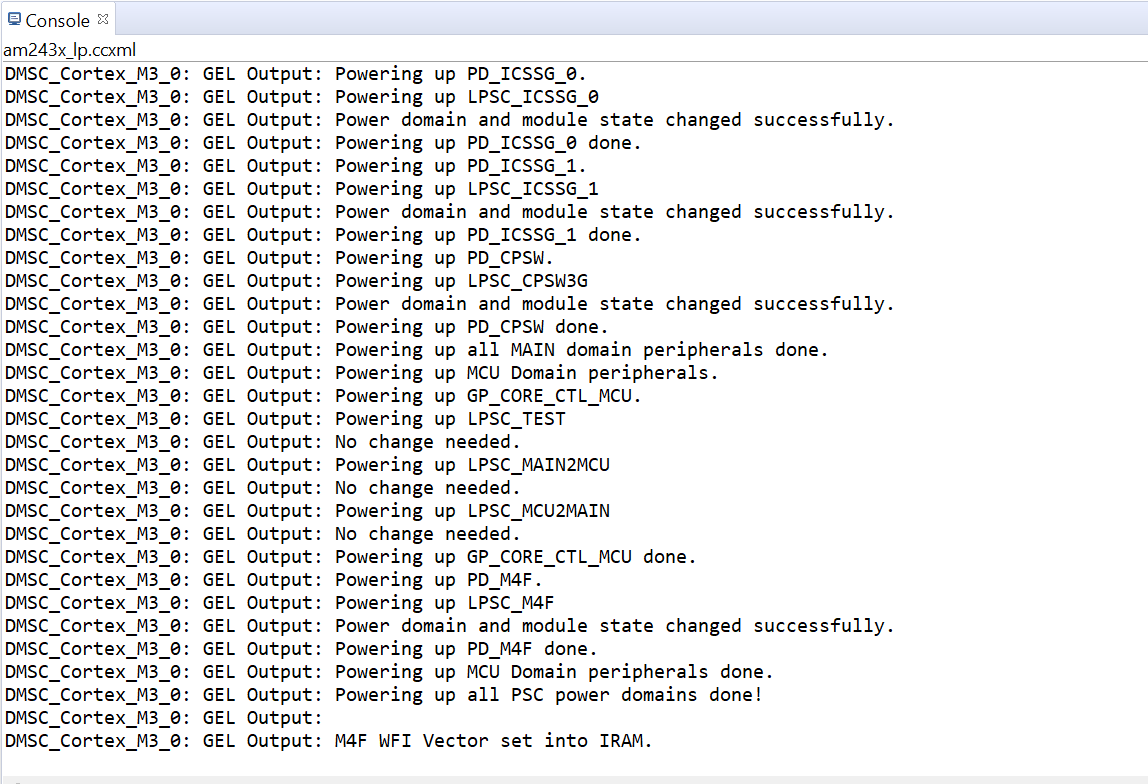 Console
am243x_lp.ccxml
DMSC_Cortex_M3_0: GEL Output: Powering up PD_ICSSG_0.
DMSC_Cortex_M3_0: GEL Output: Powering up LPSC_ICSSG_0
DMSC_Cortex_M3_0: GEL Output: Power domain and module state changed successfully.
DMSC_Cortex_M3_0: GEL Output: Powering up PD_ICSSG_0 done.
DMSC_Cortex_M3_0: GEL Output: Powering up PD_ICSSG_1.
DMSC_Cortex_M3_0: GEL Output: Powering up LPSC_ICSSG_1
DMSC_Cortex_M3_0: GEL Output: Power domain and module state changed successfully.
DMSC_Cortex_M3_0: GEL Output: Powering up PD_ICSSG_1 done.
DMSC_Cortex_M3_0: GEL Output: Powering up PD_CPSW.
DMSC_Cortex_M3_0: GEL Output: Powering up LPSC_CPSW3G
DMSC_Cortex_M3_0: GEL Output: Power domain and module state changed successfully.
DMSC_Cortex_M3_0: GEL Output: Powering up PD_CPSW done.
DMSC_Cortex_M3_0: GEL Output: Powering up all MAIN domain peripherals done.
DMSC_Cortex_M3_0: GEL Output: Powering up MCU Domain peripherals.
DMSC_Cortex_M3_0: GEL Output: Powering up GP_CORE_CTL_MCU.
DMSC_Cortex_M3_0: GEL Output: Powering up LPSC_TEST
DMSC_Cortex_M3_0: GEL Output: No change needed.
DMSC_Cortex_M3_0: GEL Output: Powering up LPSC_MAIN2MCU
DMSC_Cortex_M3_0: GEL Output: No change needed.
DMSC_Cortex_M3_0: GEL Output: Powering up LPSC_MCU2MAIN
DMSC_Cortex_M3_0: GEL Output: No change needed.
DMSC_Cortex_M3_0: GEL Output: Powering up GP_CORE_CTL_MCU done.
DMSC_Cortex_M3_0: GEL Output: Powering up PD_M4F.
DMSC_Cortex_M3_0: GEL Output: Powering up LPSC_M4F
DMSC_Cortex_M3_0: GEL Output: Power domain and module state changed successfully.
DMSC_Cortex_M3_0: GEL Output: Powering up PD_M4F done.
DMSC_Cortex_M3_0: GEL Output: Powering up MCU Domain peripherals done.
DMSC_Cortex_M3_0: GEL Output: Powering up all PSC power domains done!
DMSC_Cortex_M3_0: GEL Output:
DMSC_Cortex_M3_0: GEL Output: M4F WFI Vector set into IRAM.